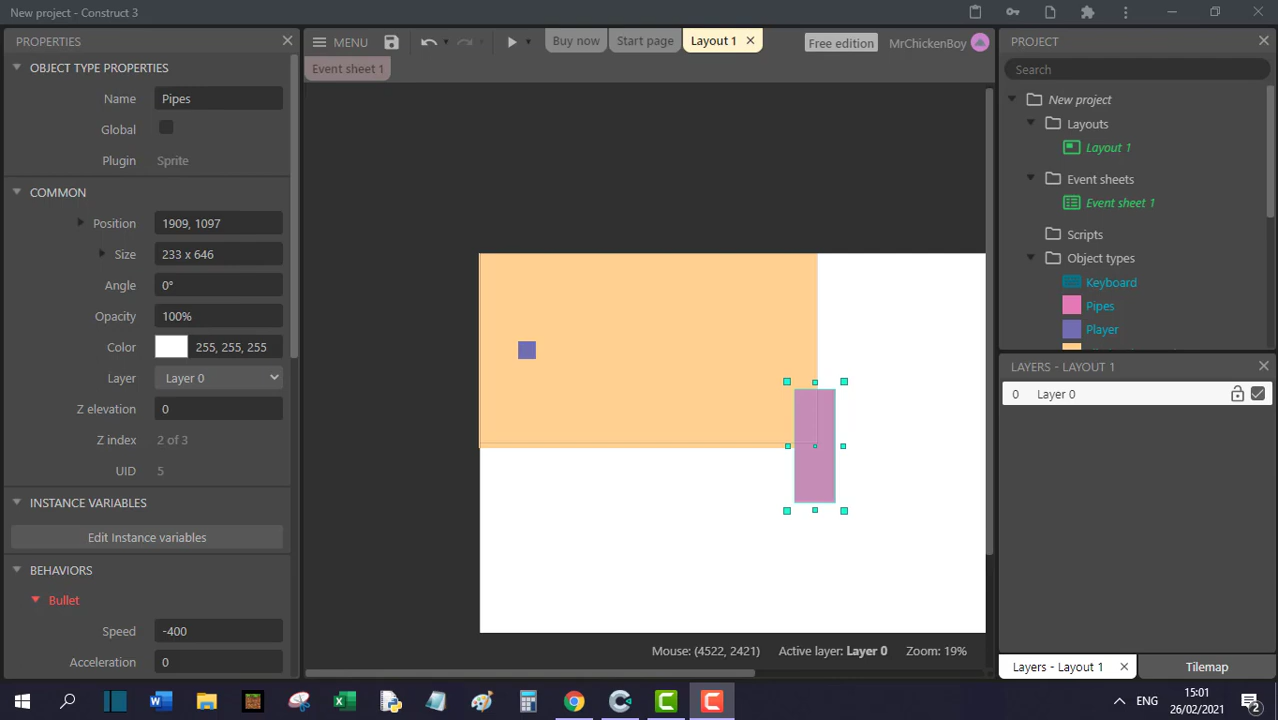 New project - Construct 3
PROPERTIES
OBJECT TYPE PROPERTIES
Name Pipes
Global
Plugin Sprite
COMMON
Position 1909, 1097
Size 233 x 646
Angle 0°
Opacity 100%
Color 255, 255, 255
Layer Layer 0
Z elevation 0
Z index 2 of 3
UID 5
INSTANCE VARIABLES
Edit Instance variables
BEHAVIORS
Bullet
Speed -400
Acceleration 0
MENU
Buy now
Start page
Layout 1
Free edition
MrChickenBoy
Event sheet 1
Mouse: (4522, 2421) Active layer: Layer 0 Zoom: 19%
PROJECT
Search
New project
Layouts
Layout 1
Event sheets
Event sheet 1
Scripts
Object types
Keyboard
Pipes
Player
LAYERS - LAYOUT 1
0 Layer 0
Layers - Layout 1
Tilemap
ENG
15:01
26/02/2021
2